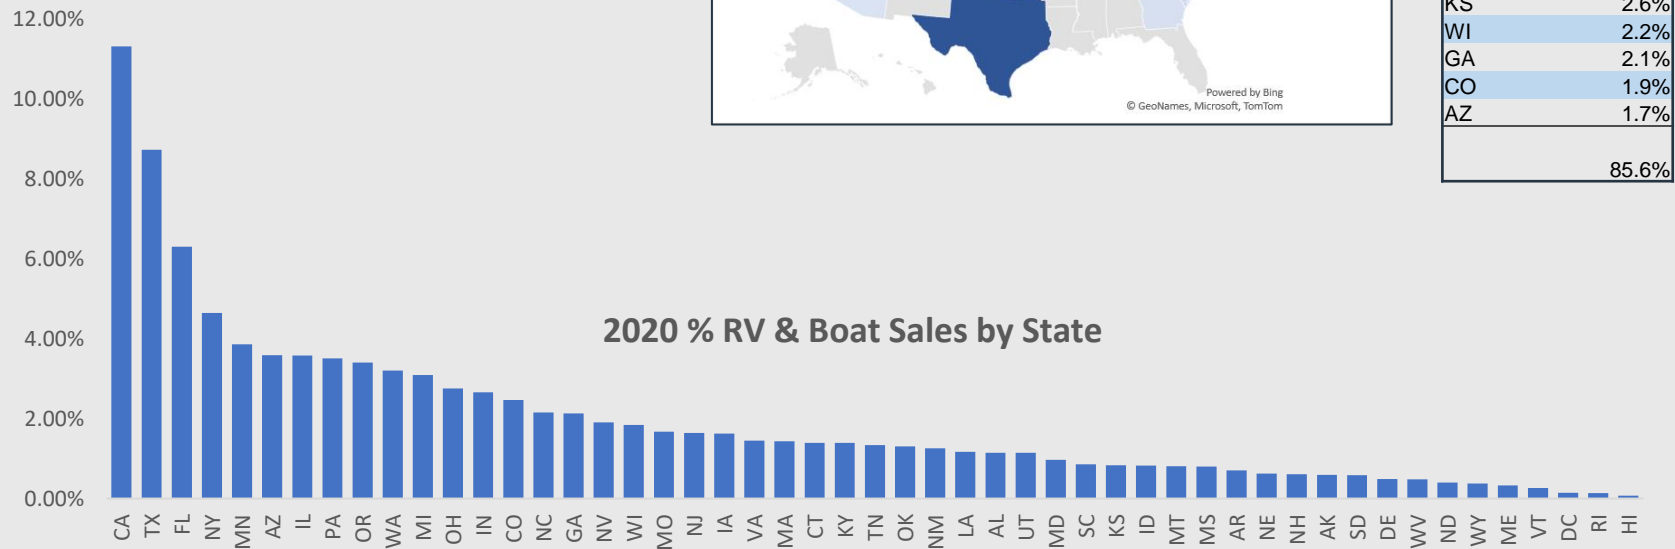 KS 2.6%
WI 2.2%
GA 2.1%
CO 1.9%
AZ 1.7%
85.6%
Powered by Bing
© GeoNames, Microsoft, TomTom
2020 % RV & Boat Sales by State
12.00%
10.00%
8.00%
6.00%
4.00%
2.00%
0.00%
CA TX FL NY MN AZ IL PA OR WA MI OH IN CO NC GA NV WI MO NJ IA VA MA CT KY TN OK NM LA AL UT MD SC KS ID MT MS AR NE NH AK SD DE WV ND WY ME VT DC RI HI